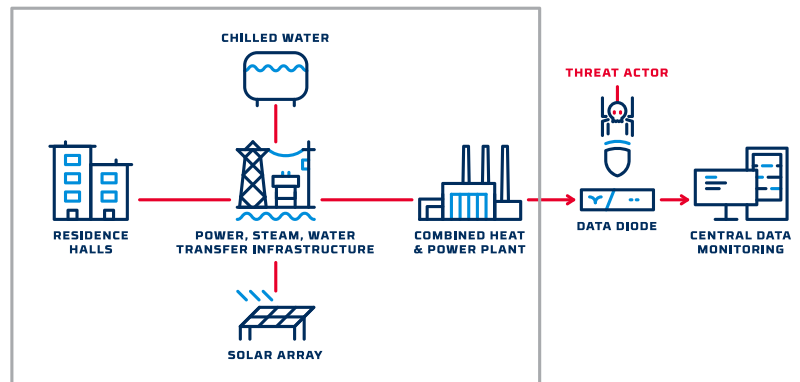 CHILLED WATER
THREAT ACTOR
RESIDENCE
HALLS
POWER, STEAM, WATER
TRANSFER INFRASTRUCTURE
COMBINED HEAT
& POWER PLANT
DATA DIODE
CENTRAL DATA
MONITORING
SOLAR ARRAY